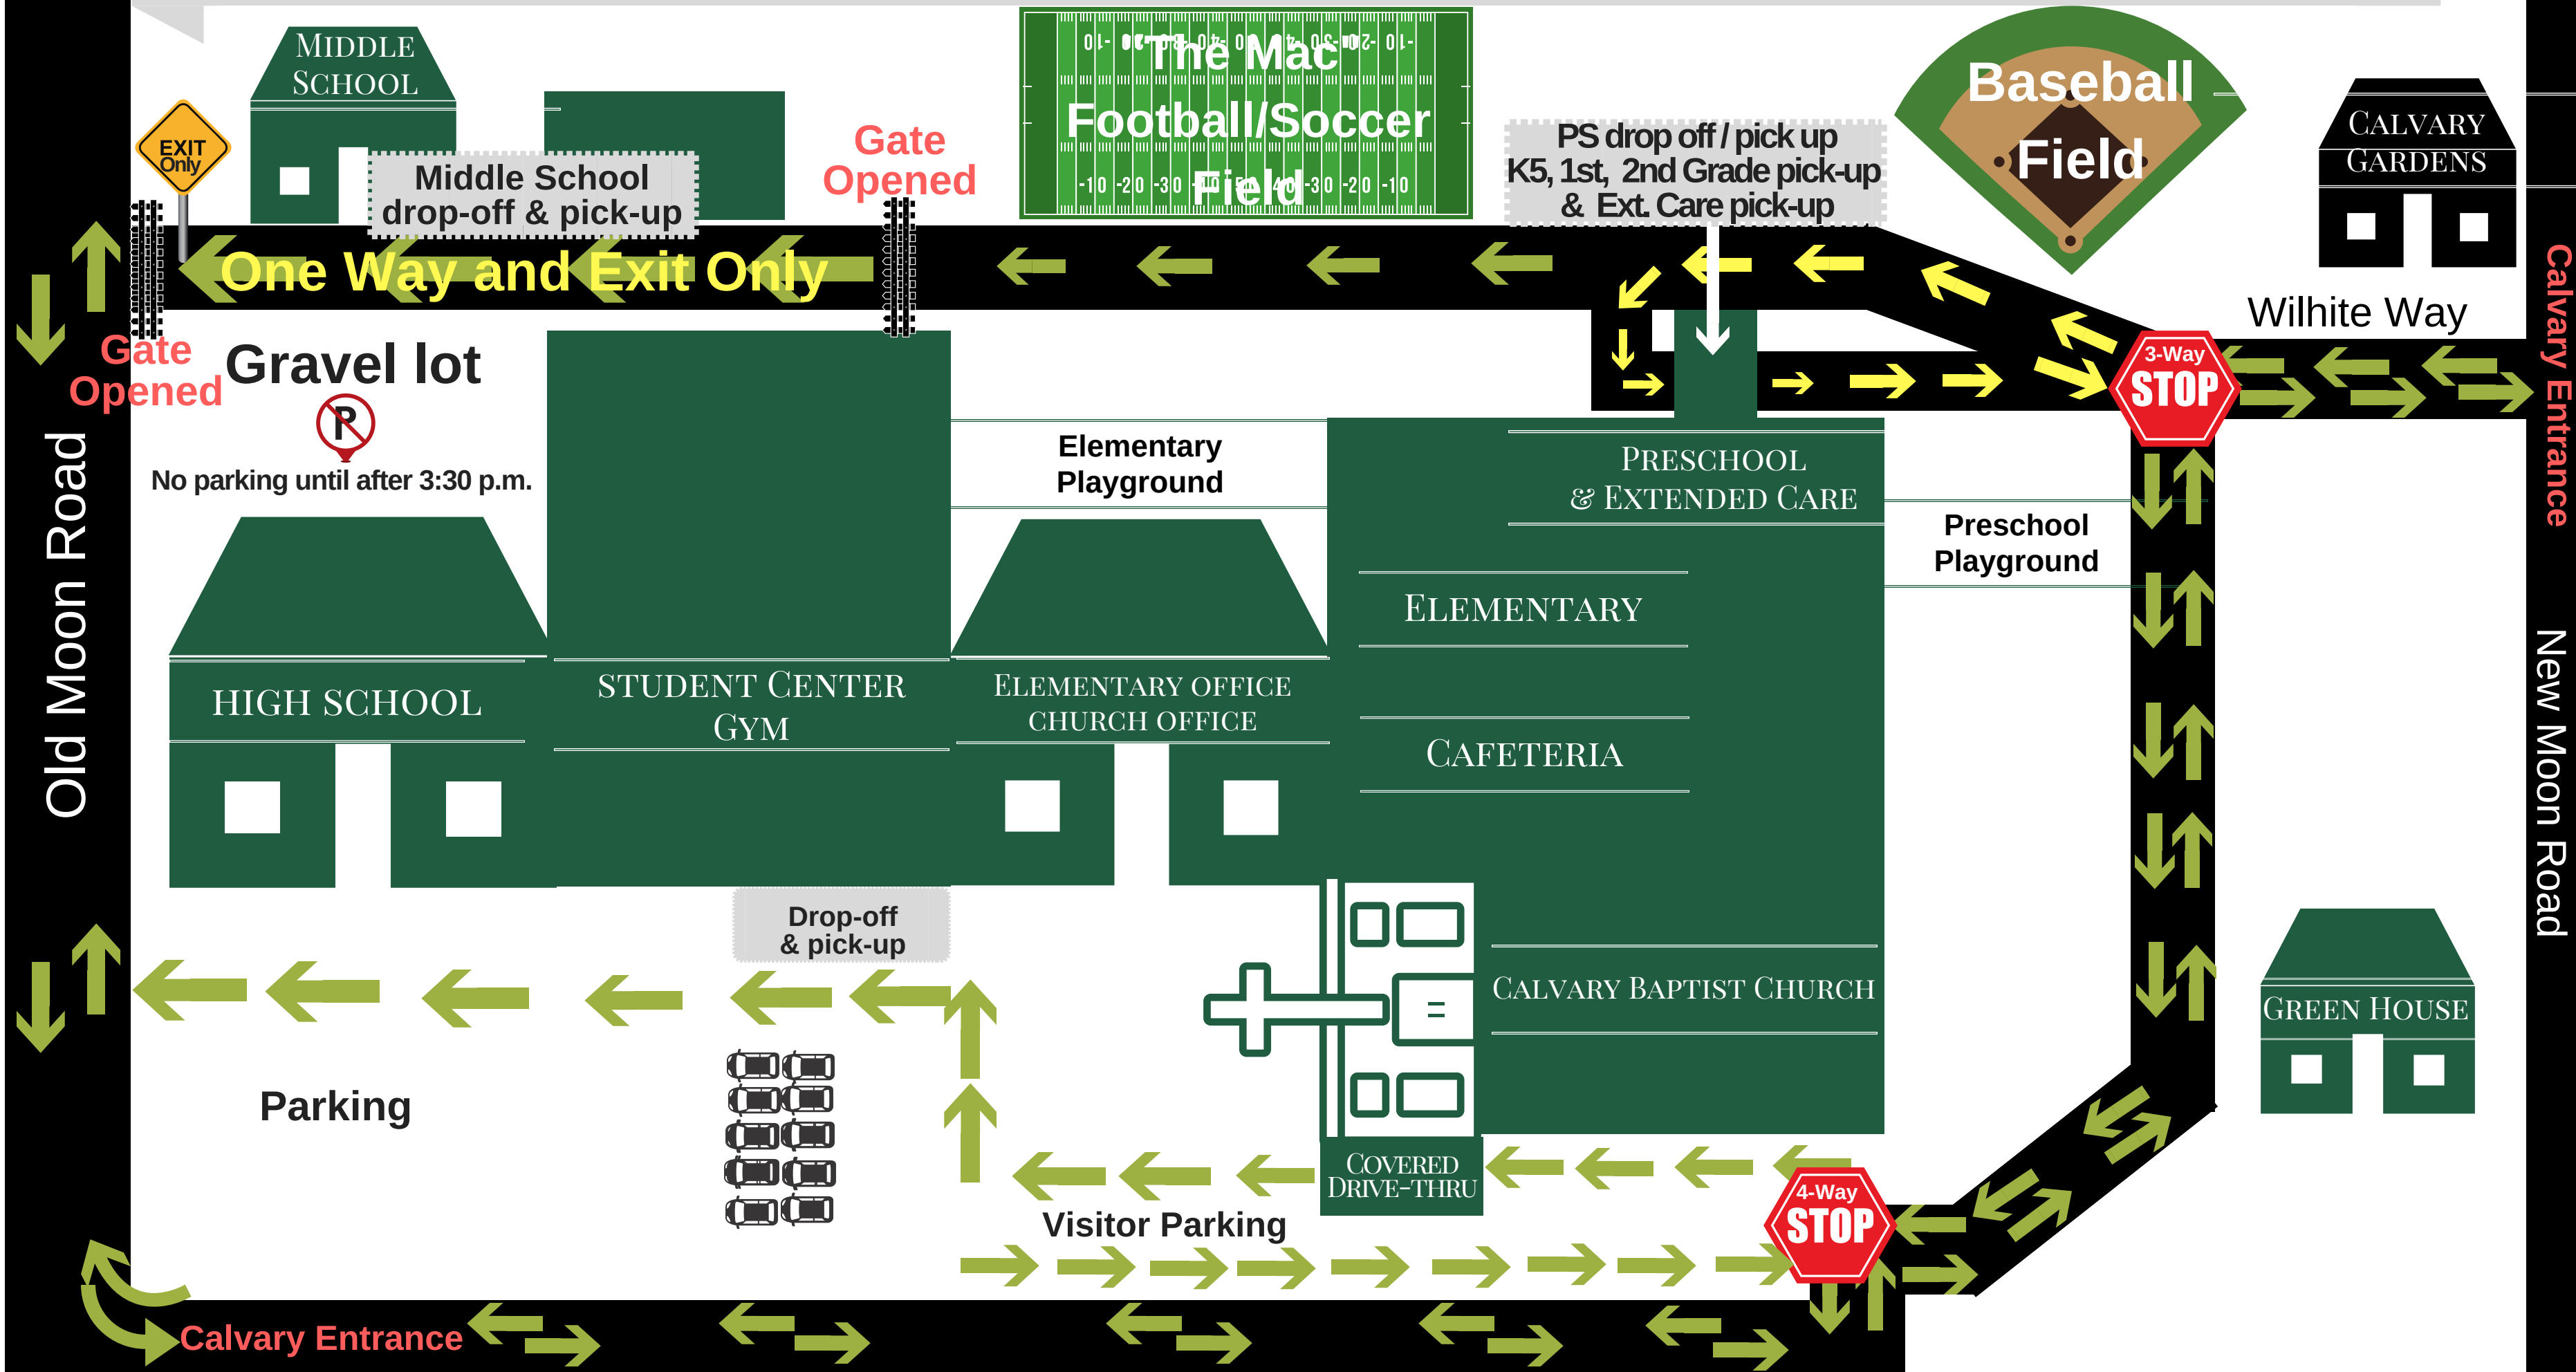 Middle
School
EXIT
Only
Middle School
drop-off & pick-up
Gate
Opened
"The Mac"
Football/Soccer
Field
PS drop off / pick up
K5, 1st, 2nd Grade pick-up
& Ext. Care pick-up
Baseball
Field
Calvary
Gardens
One Way and Exit Only
Wilhite Way
Calvary Entrance
Gate
Opened
Gravel lot
P
No parking until after 3:30 p.m.
3-Way
STOP
Old Moon Road
Elementary
Playground
Preschool
& Extended Care
Preschool
Playground
Elementary
New Moon Road
HIGH SCHOOL
STUDENT CENTER
GYM
Elementary office
church office
Cafeteria
Drop-off
& pick-up
Calvary Baptist Church
Green House
Parking
Covered
Drive-thru
Visitor Parking
4-Way
STOP
Calvary Entrance